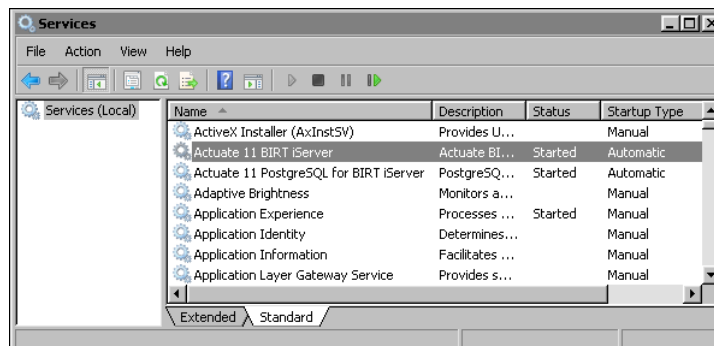 Services
File Action View Help
Services (Local)
Name Description Status Startup Type
ActiveX Installer (AxInstSV) Provides U... Manual
Actuate 11 BIRT iServer Actuate BI... Started Automatic
Actuate 11 PostgreSQL for BIRT iServer PostgreSQ... Started Automatic
Adaptive Brightness Monitors a... Manual
Application Experience Processes ... Started Manual
Application Identity Determines... Manual
Application Information Facilitates ... Manual
Application Layer Gateway Service Provides s... Manual
Extended Standard